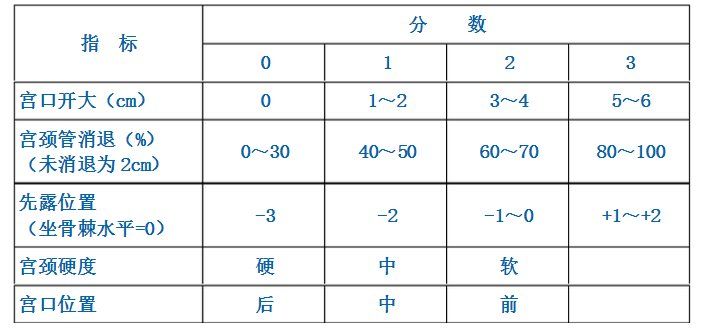 指 标 分 数
0 1 2 3
宫口开大（cm） 0 1～2 3～4 5～6
宫颈管消退（%）
（未消退为2cm） 0～30 40～50 60～70 80～100
先露位置
（坐骨棘水平=0） -3 -2 -1～0 +1～+2
宫颈硬度 硬 中 软
宫口位置 后 中 前